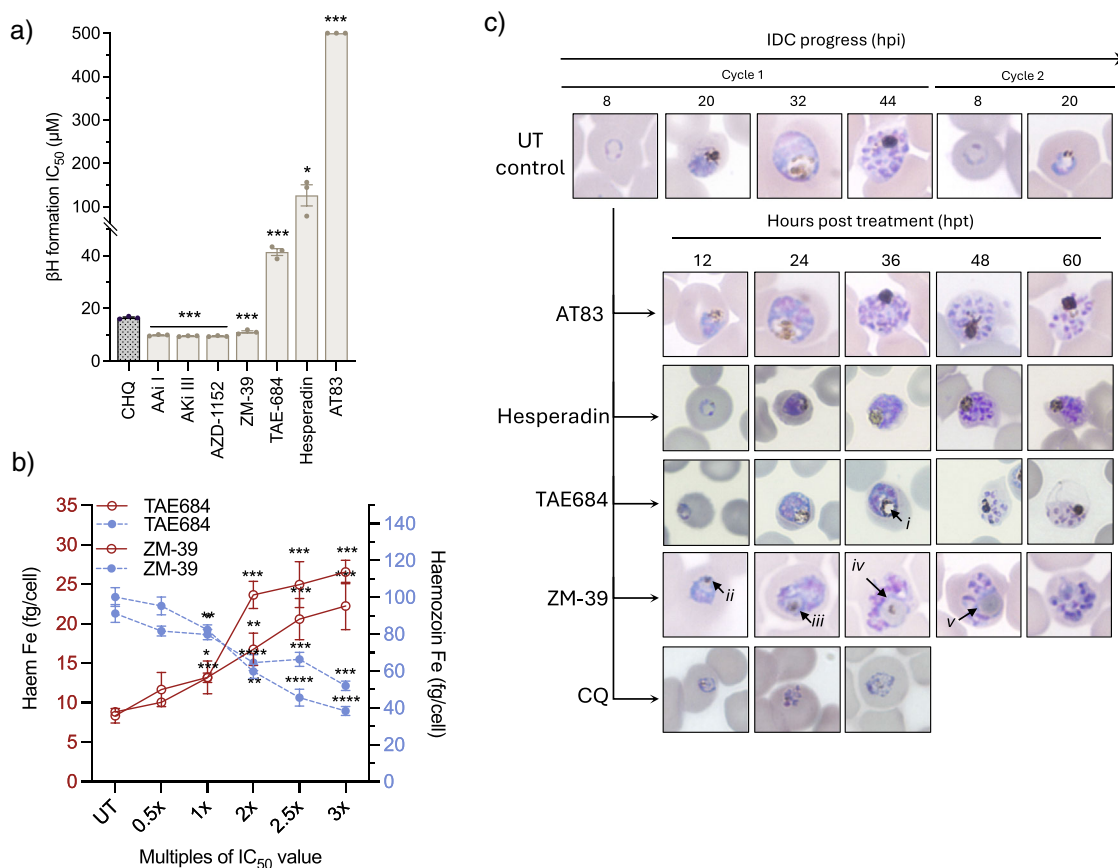 a)
βH formation IC50 (µM)
500
400
300
200
100
40
20
0
***
*
***
***
***
CHQ
AAi I
AKi III
AZD-1152
ZM-39
TAE-684
Hesperadin
AT83
b)
Haem Fe (fg/cell)
35
30
25
20
15
10
5
0
TAE684
TAE684
ZM-39
ZM-39
140
120
100
80
60
40
20
0
Haemozoin Fe (fg/cell)
***
***
***
***
**
**
*
***
****
**
****
***
****
UT
0.5x
1x
2x
2.5x
3x
Multiples of IC50 value
c)
IDC progress (hpi)
Cycle 1
Cycle 2
8
20
32
44
8
20
UT control
Hours post treatment (hpt)
12
24
36
48
60
AT83
Hesperadin
TAE684
i
ZM-39
ii
iii
iv
v
CQ